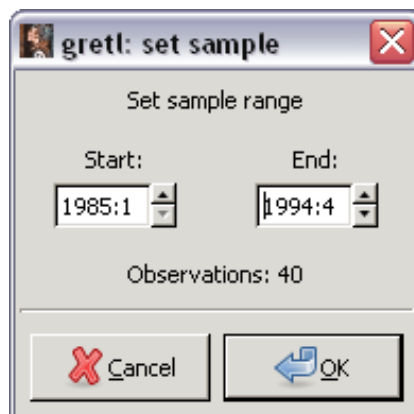 gretl: set sample
Set sample range
Start: End:
1985:1 1994:4
Observations: 40
Cancel OK